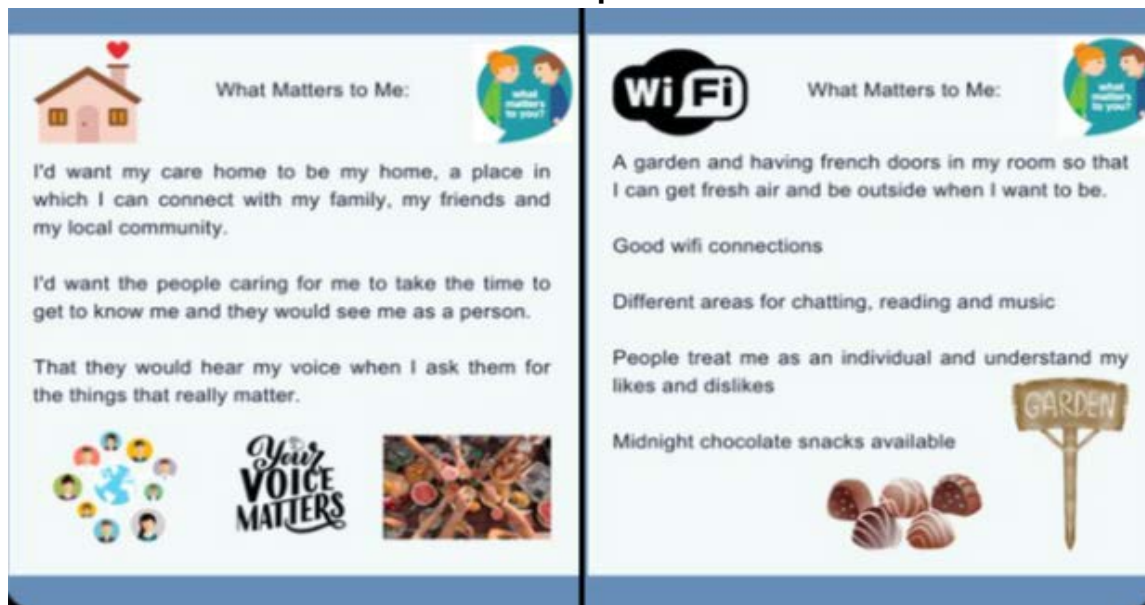 What Matters to Me:
what
matters
to you?
I'd want my care home to be my home, a place in
which I can connect with my family, my friends and
my local community.
I'd want the people caring for me to take the time to
get to know me and they would see me as a person.
That they would hear my voice when I ask them for
the things that really matter.
Your
VOICE
MATTERS
Wi Fi
What Matters to Me:
what
matters
to you?
A garden and having french doors in my room so that
I can get fresh air and be outside when I want to be.
Good wifi connections
Different areas for chatting, reading and music
People treat me as an individual and understand my
likes and dislikes
GARDEN
Midnight chocolate snacks available